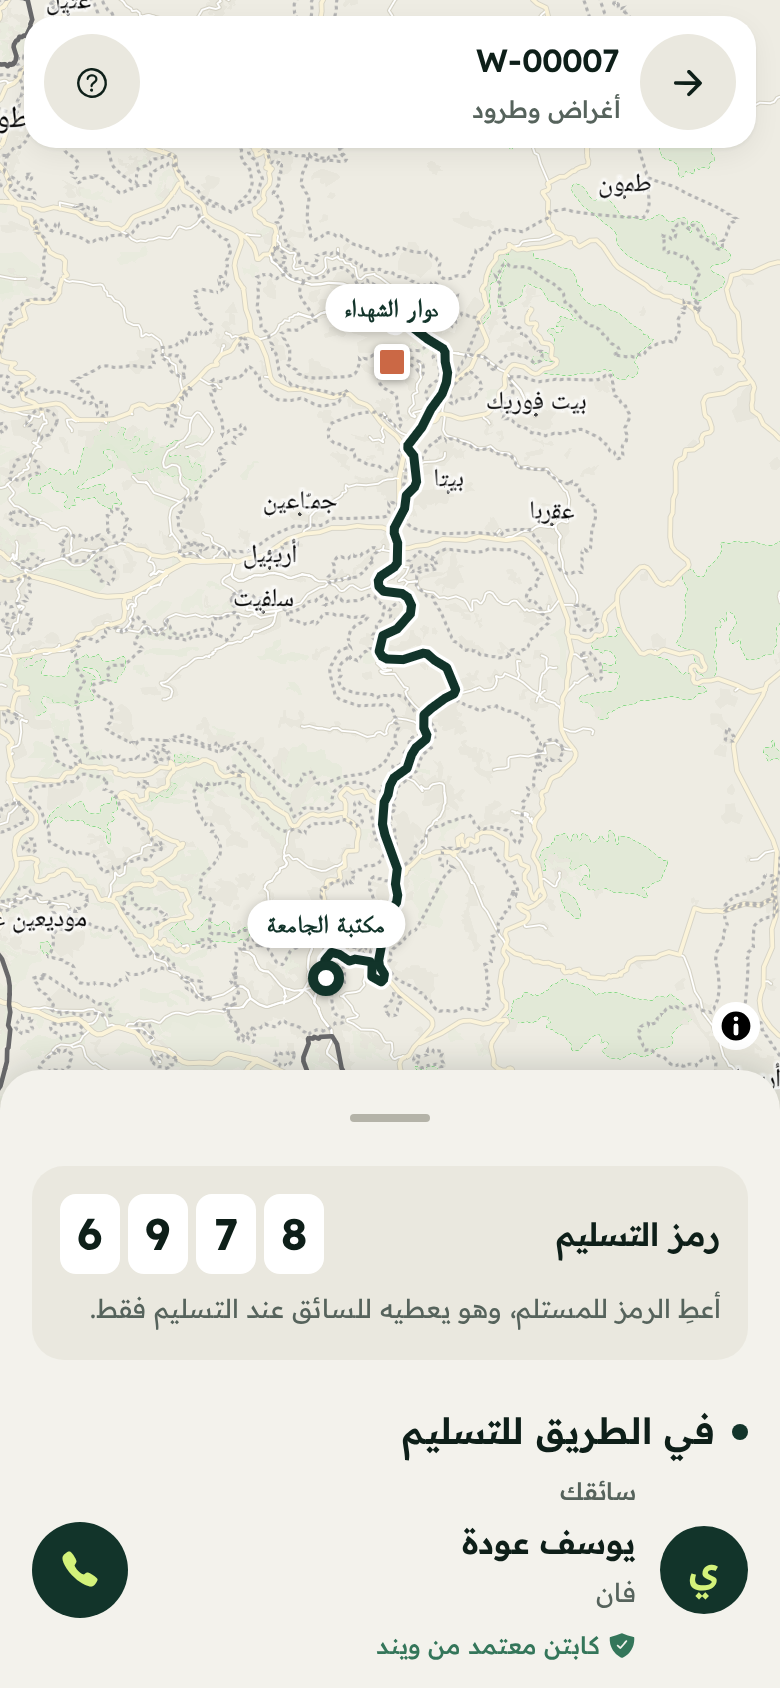 عتيل
W-00007
أغراض وطرود
طمون
دوار الشهداء
بيت فوريك
بيتا
جمّاعين
عقربا
أريئيل
سلفيت
موديعين
مكتبة الجامعة
رمز التسليم
6 9 7 8
أعطِ الرمز للمستلم، وهو يعطيه للسائق عند التسليم فقط.
في الطريق للتسليم
سائقك
يوسف عودة
ي
فان
كابتن معتمد من ويند